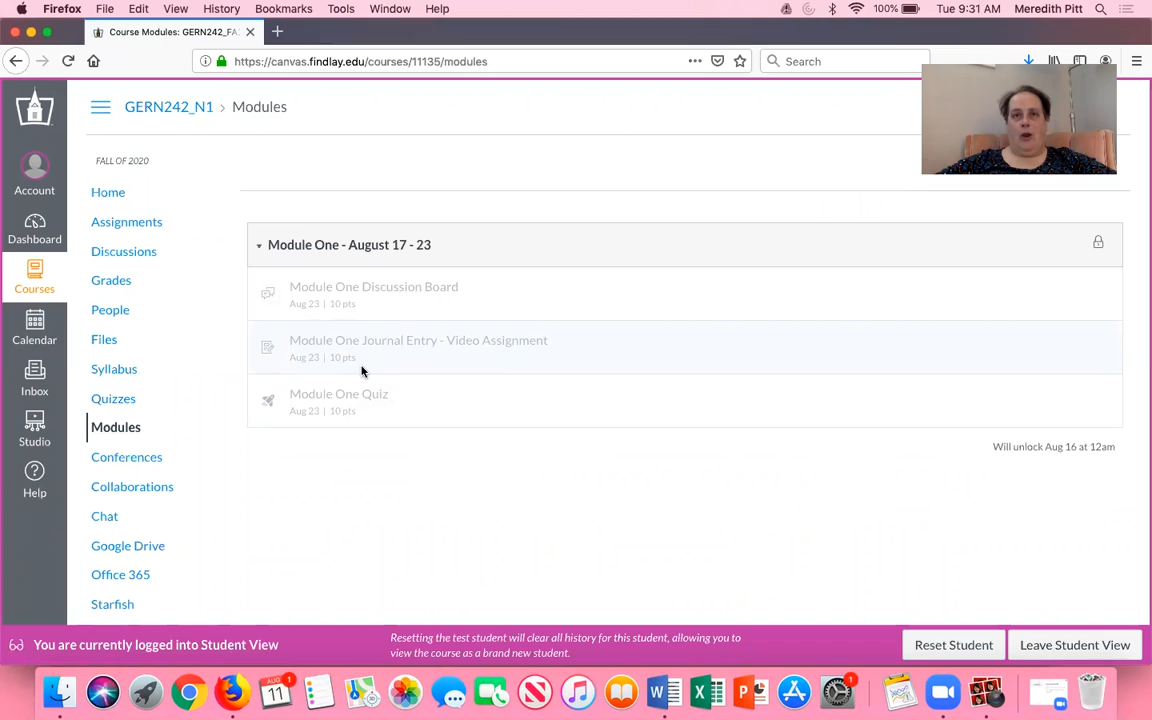 Firefox File Edit View History Bookmarks Tools Window Help 100% Tue 9:31 AM Meredith Pitt
Course Modules: GERN242_FA
https://canvas.findlay.edu/courses/11135/modules
Search
GERN242_N1 › Modules
FALL OF 2020
Account
Dashboard
Courses
Calendar
Inbox
Studio
Help
Home
Assignments
Discussions
Grades
People
Files
Syllabus
Quizzes
Modules
Conferences
Collaborations
Chat
Google Drive
Office 365
Starfish
Module One - August 17 - 23
Module One Discussion Board
Aug 23 | 10 pts
Module One Journal Entry - Video Assignment
Aug 23 | 10 pts
Module One Quiz
Aug 23 | 10 pts
Will unlock Aug 16 at 12am
You are currently logged into Student View
Resetting the test student will clear all history for this student, allowing you to
view the course as a brand new student.
Reset Student
Leave Student View
AUG
11
1
1